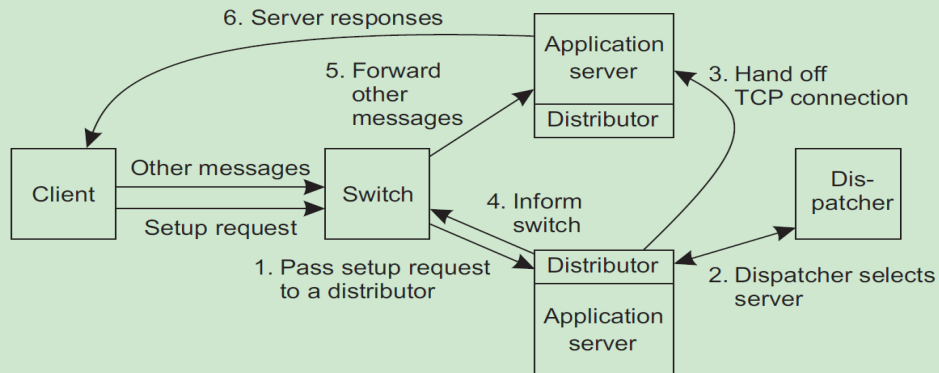 6. Server responses
Application
server
Distributor
5. Forward
other
messages
3. Hand off
TCP connection
Client
Other messages
Setup request
Switch
Dis-
patcher
4. Inform
switch
1. Pass setup request
to a distributor
Distributor
Application
server
2. Dispatcher selects
server